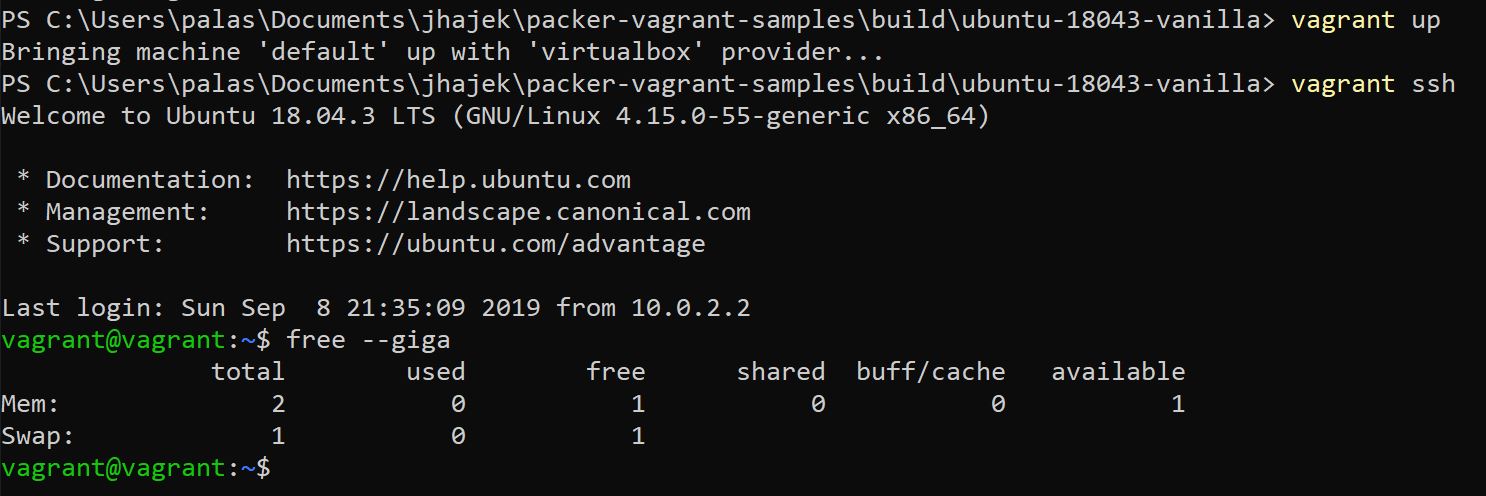 PS C:\Users\palas\Documents\jhajek\packer-vagrant-samples\build\ubuntu-18043-vanilla> vagrant up
Bringing machine 'default' up with 'virtualbox' provider...
PS C:\Users\palas\Documents\jhajek\packer-vagrant-samples\build\ubuntu-18043-vanilla> vagrant ssh
Welcome to Ubuntu 18.04.3 LTS (GNU/Linux 4.15.0-55-generic x86_64)

 * Documentation:  https://help.ubuntu.com
 * Management:     https://landscape.canonical.com
 * Support:        https://ubuntu.com/advantage

Last login: Sun Sep  8 21:35:09 2019 from 10.0.2.2
vagrant@vagrant:~$ free --giga
              total        used        free      shared  buff/cache   available
Mem:              2           0           1           0           0           1
Swap:             1           0           1
vagrant@vagrant:~$